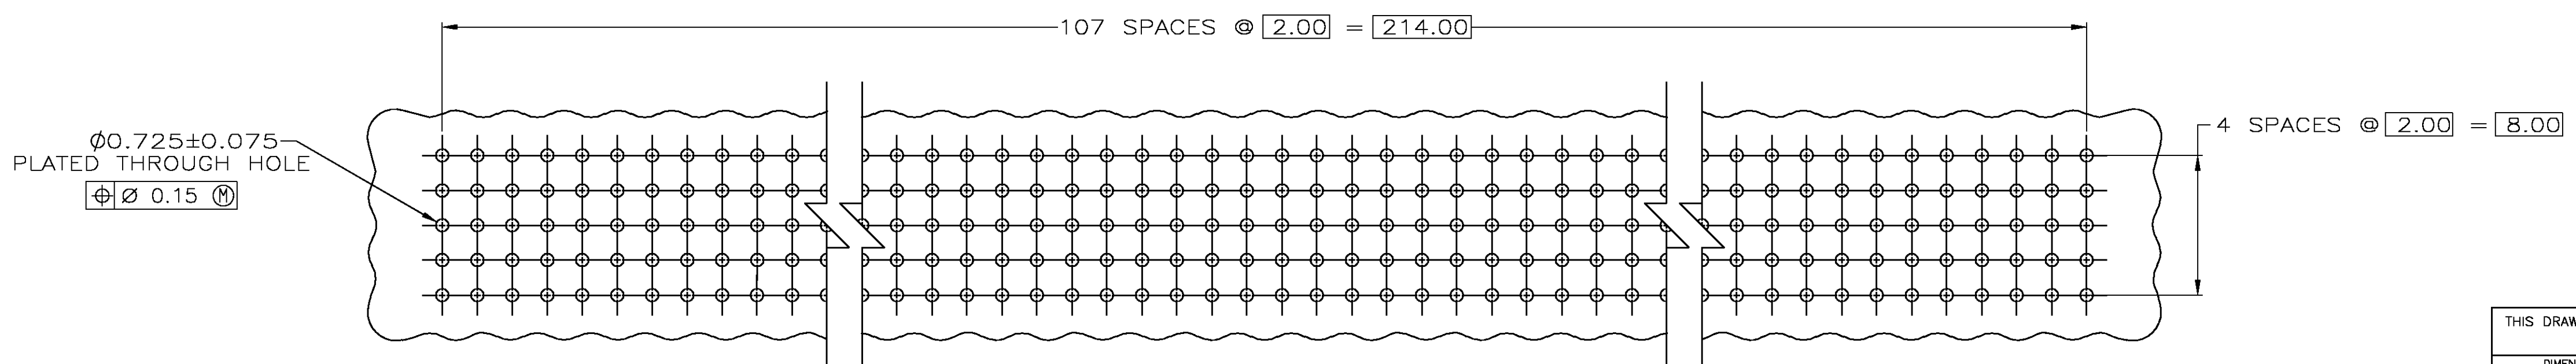 107 SPACES @ 2.00 = 214.00
4 SPACES @ 2.00 = 8.00
Ø0.725±0.075
PLATED THROUGH HOLE
⌖ Ø 0.15 Ⓜ
THIS DRAW
DIMEN